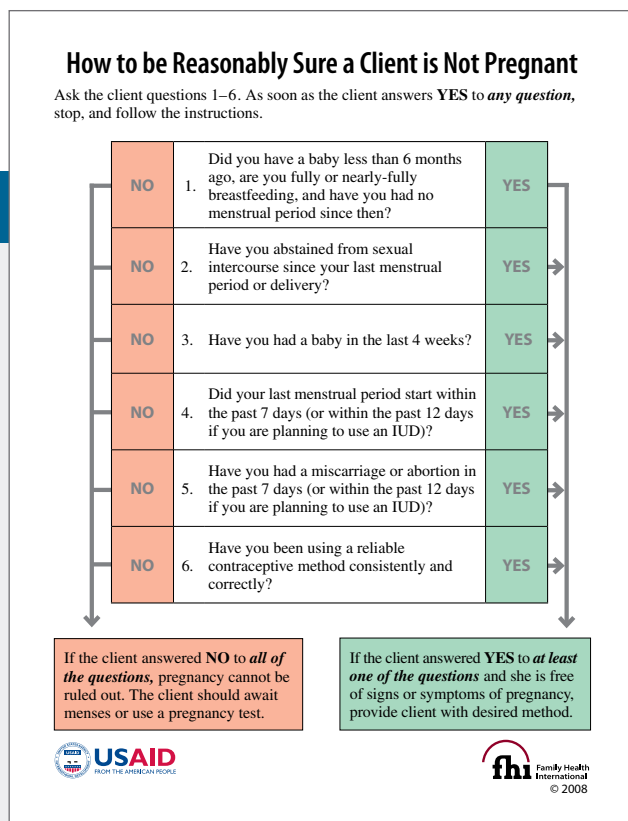 How to be Reasonably Sure a Client is Not Pregnant
Ask the client questions 1–6. As soon as the client answers YES to any question,
stop, and follow the instructions.
NO
1.
Did you have a baby less than 6 months
ago, are you fully or nearly-fully
breastfeeding, and have you had no
menstrual period since then?
YES
NO
2.
Have you abstained from sexual
intercourse since your last menstrual
period or delivery?
YES
NO
3.
Have you had a baby in the last 4 weeks?
YES
NO
4.
Did your last menstrual period start within
the past 7 days (or within the past 12 days
if you are planning to use an IUD)?
YES
NO
5.
Have you had a miscarriage or abortion in
the past 7 days (or within the past 12 days
if you are planning to use an IUD)?
YES
NO
6.
Have you been using a reliable
contraceptive method consistently and
correctly?
YES
If the client answered NO to all of
the questions, pregnancy cannot be
ruled out. The client should await
menses or use a pregnancy test.
If the client answered YES to at least
one of the questions and she is free
of signs or symptoms of pregnancy,
provide client with desired method.
USAID
FROM THE AMERICAN PEOPLE
fhi
Family Health
International
© 2008